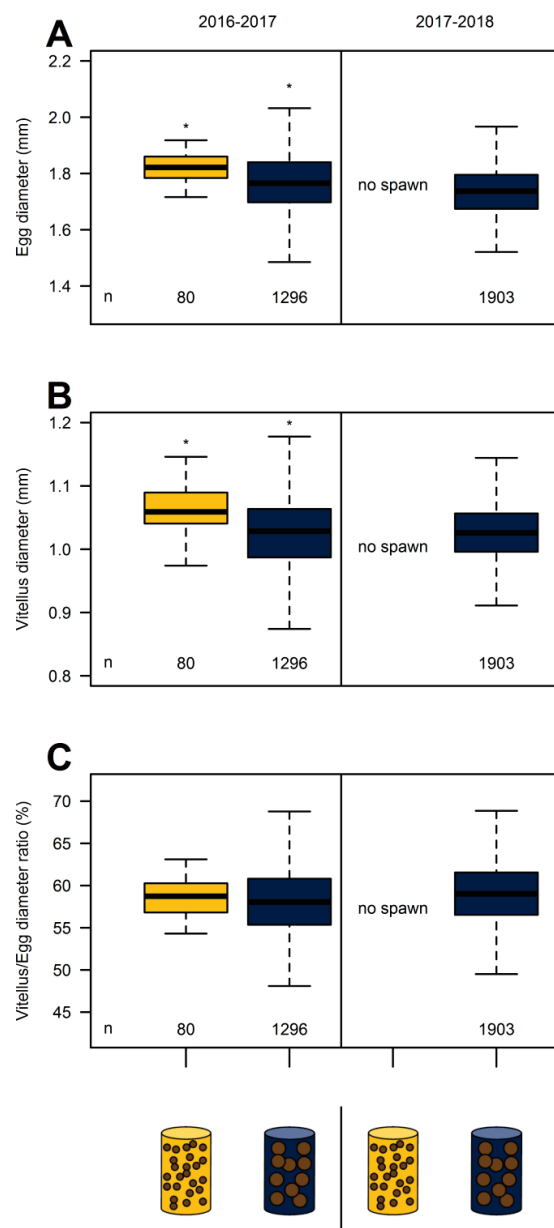 2016-2017 2017-2018
A
Egg diameter (mm)
2.2
2.0
1.8
1.6
1.4
* *
no spawn
n 80 1296 1903
B
Vitellus diameter (mm)
1.2
1.1
1.0
0.9
0.8
* *
no spawn
n 80 1296 1903
C
Vitellus/Egg diameter ratio (%)
70
65
60
55
50
45
no spawn
n 80 1296 1903